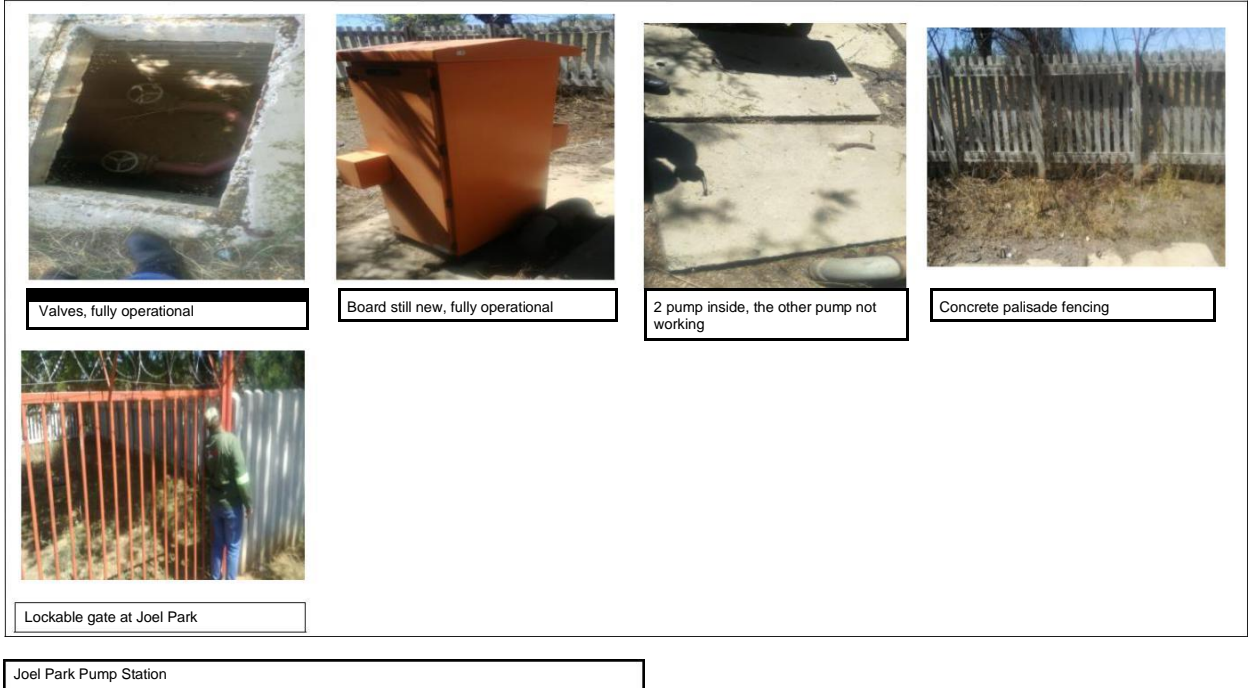 Valves, fully operational
Board still new, fully operational
2 pump inside, the other pump not
working
Concrete palisade fencing
Lockable gate at Joel Park
Joel Park Pump Station